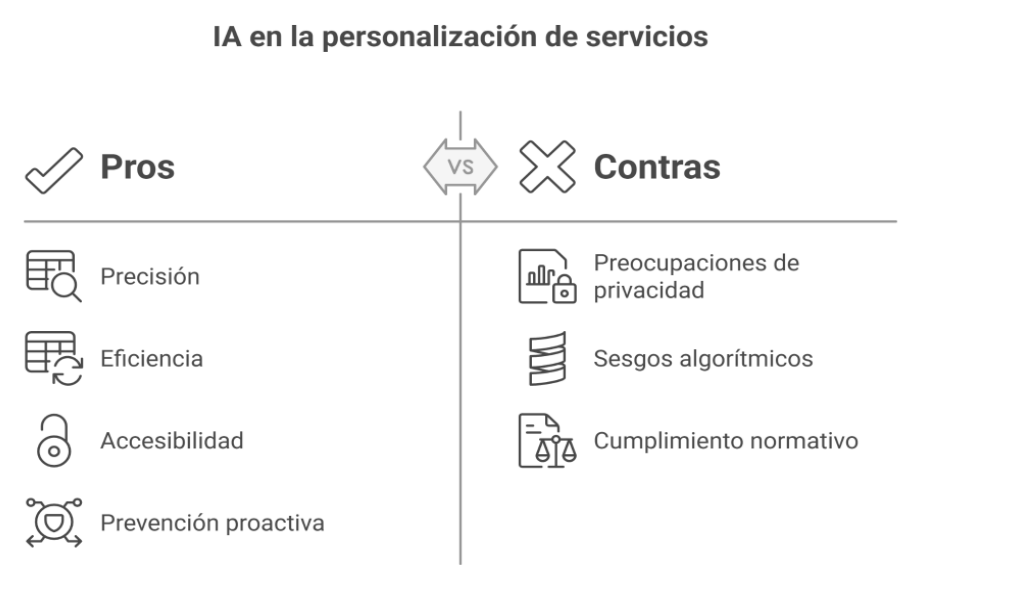 IA en la personalización de servicios
Pros
VS
Contras
Precisión
Eficiencia
Accesibilidad
Prevención proactiva
Preocupaciones de
privacidad
Sesgos algorítmicos
Cumplimiento normativo